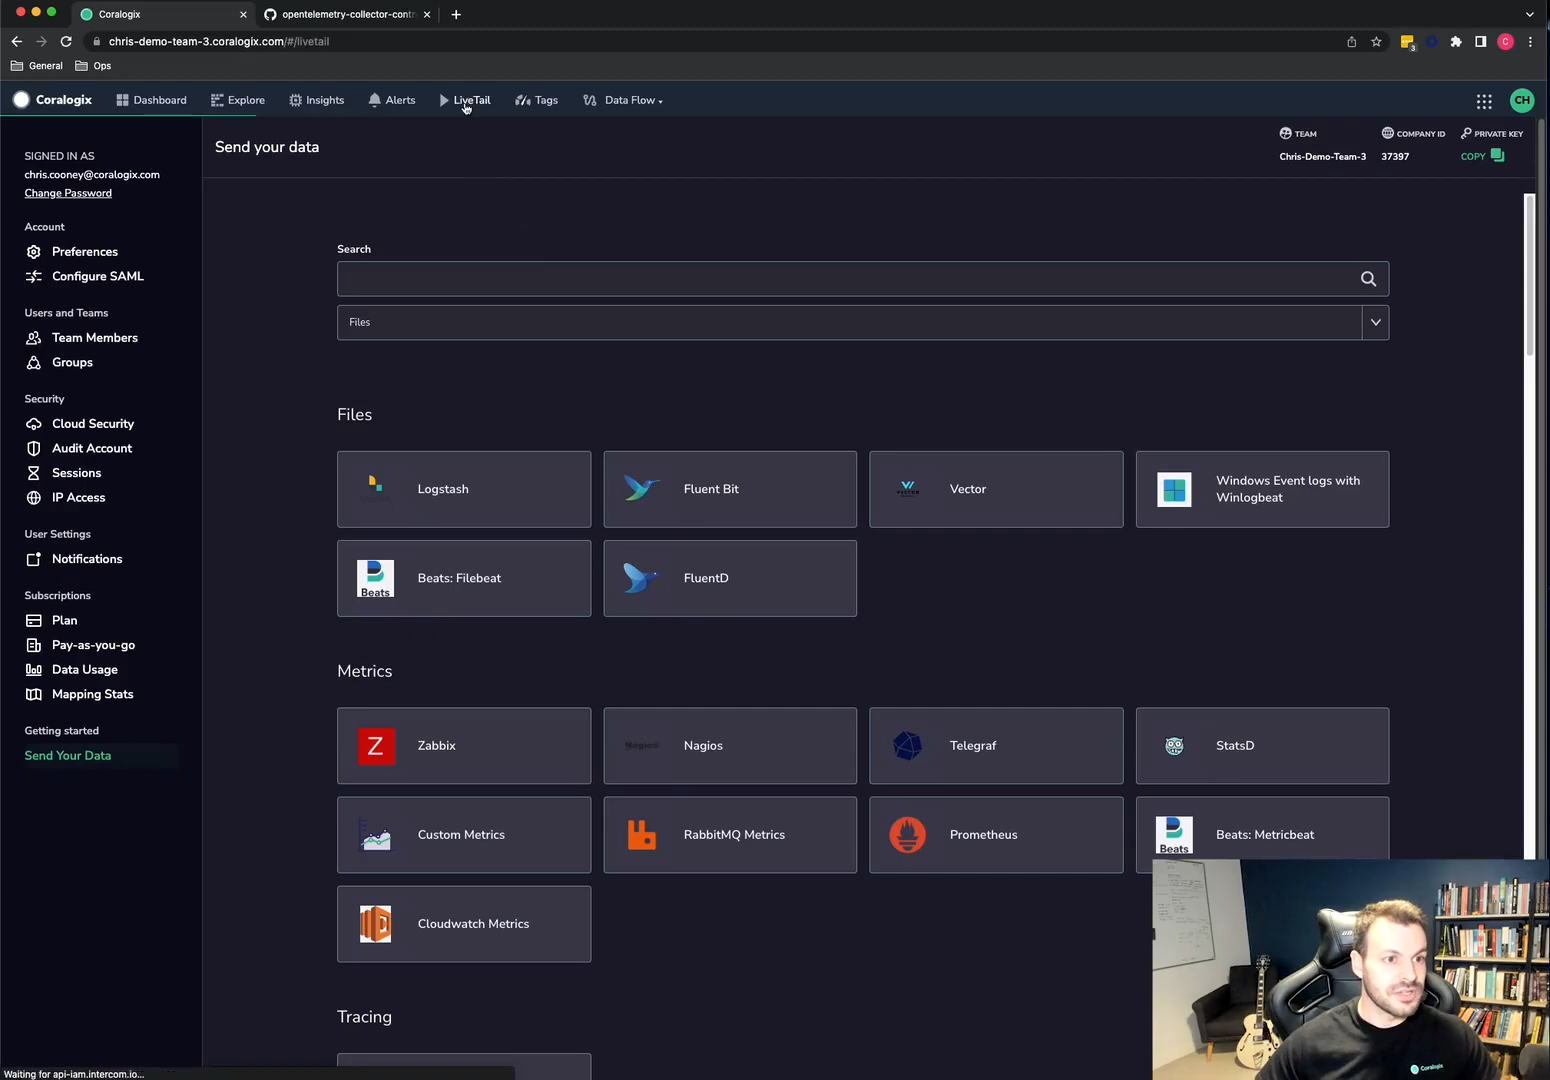 Coralogix
opentelemetry-collector-contr
chris-demo-team-3.coralogix.com/#/livetail
3
C
General
Ops
Coralogix
Dashboard
Explore
Insights
Alerts
LiveTail
Tags
Data Flow
CH
SIGNED IN AS
chris.cooney@coralogix.com
Change Password
Account
Preferences
Configure SAML
Users and Teams
Team Members
Groups
Security
Cloud Security
Audit Account
Sessions
IP Access
User Settings
Notifications
Subscriptions
Plan
Pay-as-you-go
Data Usage
Mapping Stats
Getting started
Send Your Data
Send your data
TEAM
Chris-Demo-Team-3
COMPANY ID
37397
PRIVATE KEY
COPY
Search
Files
Files
Logstash
Fluent Bit
VECTOR
Vector
Windows Event logs with
Winlogbeat
Beats
Beats: Filebeat
FluentD
Metrics
Z
Zabbix
Nagios
Nagios
Telegraf
StatsD
Custom Metrics
RabbitMQ Metrics
Prometheus
Beats
Beats: Metricbeat
Cloudwatch Metrics
Tracing
Coralogix
Waiting for api-iam.intercom.io...